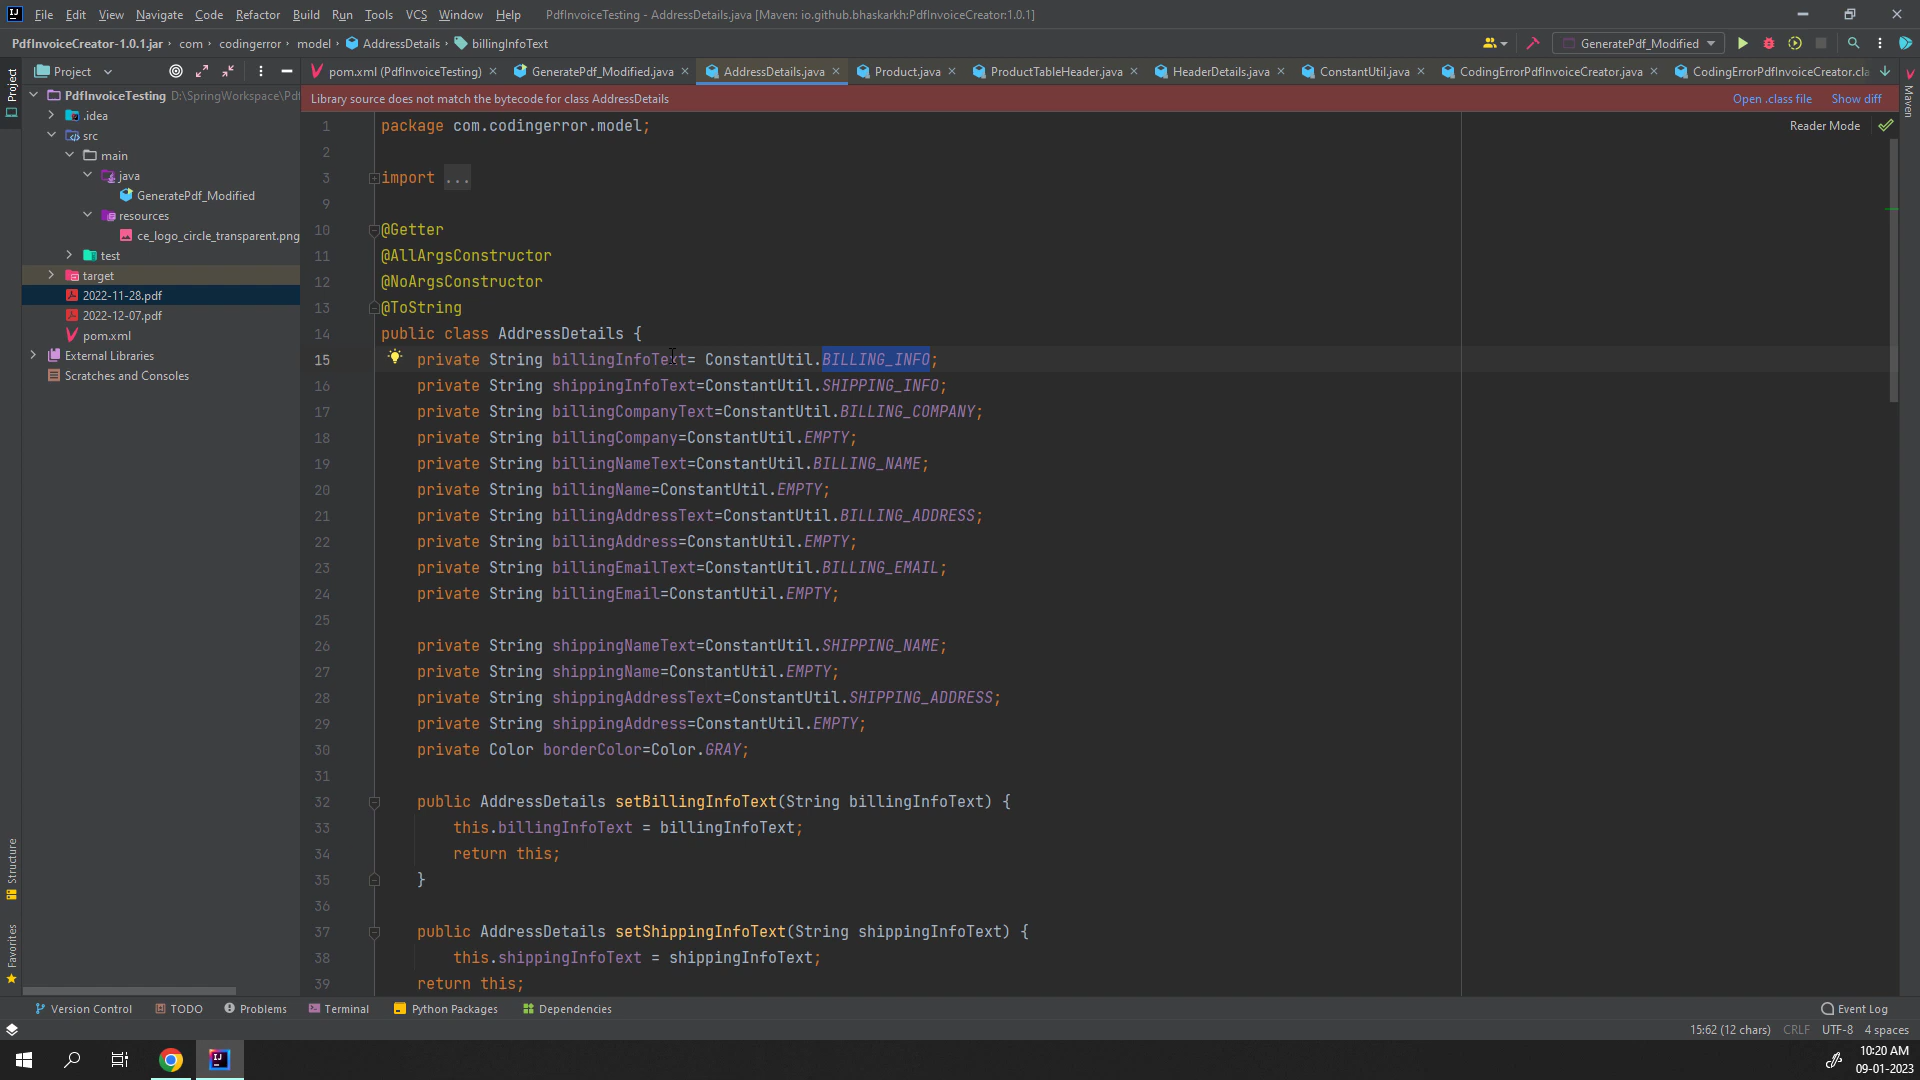 File Edit View Navigate Code Refactor Build Run Tools VCS Window Help PdfInvoiceTesting - AddressDetails.java [Maven: io.github.bhaskarkh:PdfInvoiceCreator:1.0.1]
PdfInvoiceCreator-1.0.1.jar com codingerror model AddressDetails billingInfoText GeneratePdf_Modified
Project pom.xml (PdfInvoiceTesting) GeneratePdf_Modified.java AddressDetails.java Product.java ProductTableHeader.java HeaderDetails.java ConstantUtil.java CodingErrorPdfInvoiceCreator.java CodingErrorPdfInvoiceCreator.cla
Project
Maven
PdfInvoiceTesting D:\SpringWorkspace\Pdf
.idea
src
main
java
GeneratePdf_Modified
resources
ce_logo_circle_transparent.png
test
target
2022-11-28.pdf
2022-12-07.pdf
pom.xml
External Libraries
Scratches and Consoles
Structure
Favorites
Library source does not match the bytecode for class AddressDetails Open .class file Show diff
Reader Mode
1 package com.codingerror.model;
2
3 import ...
9
10 @Getter
11 @AllArgsConstructor
12 @NoArgsConstructor
13 @ToString
14 public class AddressDetails {
15 private String billingInfoText= ConstantUtil.BILLING_INFO;
16 private String shippingInfoText=ConstantUtil.SHIPPING_INFO;
17 private String billingCompanyText=ConstantUtil.BILLING_COMPANY;
18 private String billingCompany=ConstantUtil.EMPTY;
19 private String billingNameText=ConstantUtil.BILLING_NAME;
20 private String billingName=ConstantUtil.EMPTY;
21 private String billingAddressText=ConstantUtil.BILLING_ADDRESS;
22 private String billingAddress=ConstantUtil.EMPTY;
23 private String billingEmailText=ConstantUtil.BILLING_EMAIL;
24 private String billingEmail=ConstantUtil.EMPTY;
25
26 private String shippingNameText=ConstantUtil.SHIPPING_NAME;
27 private String shippingName=ConstantUtil.EMPTY;
28 private String shippingAddressText=ConstantUtil.SHIPPING_ADDRESS;
29 private String shippingAddress=ConstantUtil.EMPTY;
30 private Color borderColor=Color.GRAY;
31
32 public AddressDetails setBillingInfoText(String billingInfoText) {
33 this.billingInfoText = billingInfoText;
34 return this;
35 }
36
37 public AddressDetails setShippingInfoText(String shippingInfoText) {
38 this.shippingInfoText = shippingInfoText;
39 return this;
Version Control TODO Problems Terminal Python Packages Dependencies Event Log
15:62 (12 chars) CRLF UTF-8 4 spaces
10:20 AM
09-01-2023